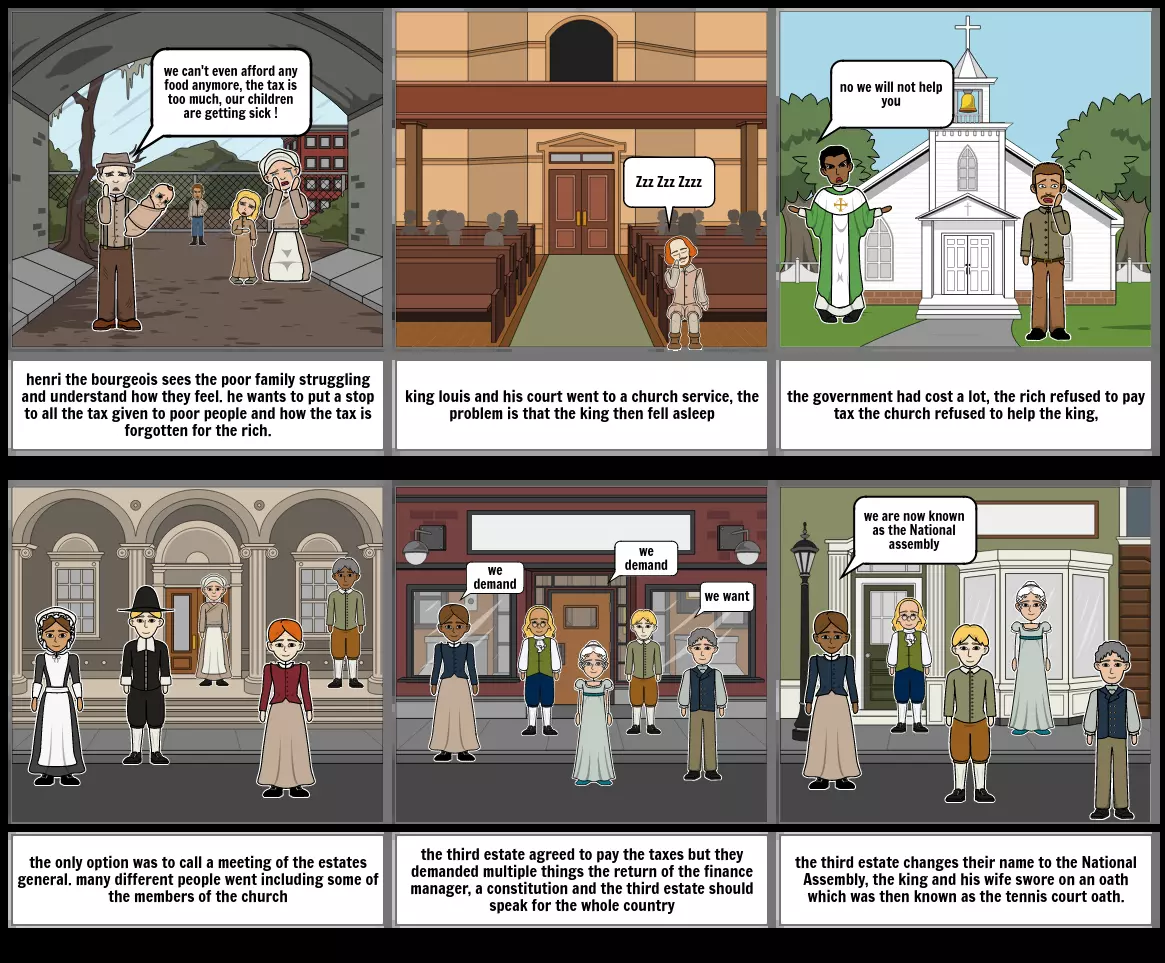 we can't even afford any
food anymore, the tax is
too much, our children
are getting sick !
Zzz Zzz Zzzz
no we will not help
you
henri the bourgeois sees the poor family struggling
and understand how they feel. he wants to put a stop
to all the tax given to poor people and how the tax is
forgotten for the rich.
king louis and his court went to a church service, the
problem is that the king then fell asleep
the government had cost a lot, the rich refused to pay
tax the church refused to help the king,
we
demand
we
demand
we want
we are now known
as the National
assembly
the only option was to call a meeting of the estates
general. many different people went including some of
the members of the church
the third estate agreed to pay the taxes but they
demanded multiple things the return of the finance
manager, a constitution and the third estate should
speak for the whole country
the third estate changes their name to the National
Assembly, the king and his wife swore on an oath
which was then known as the tennis court oath.